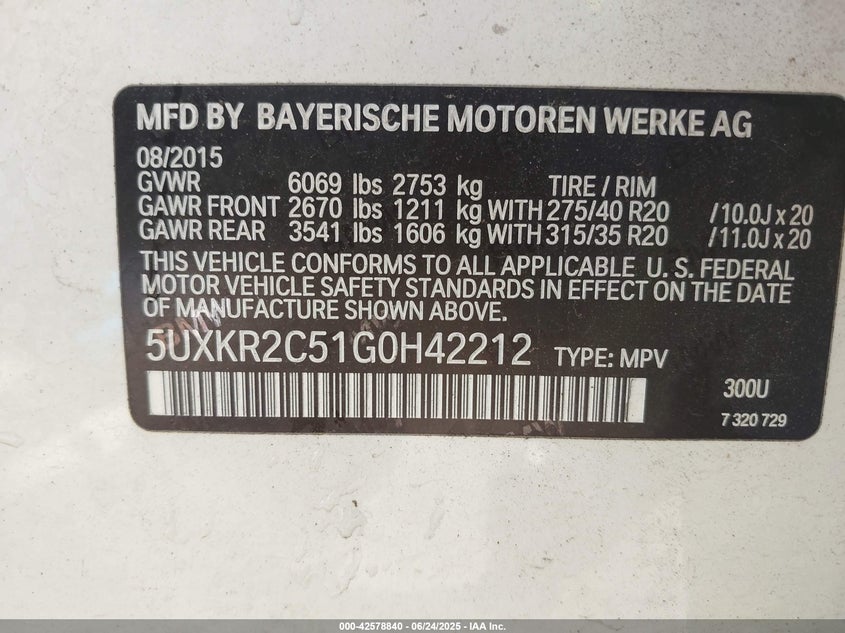 MFD BY BAYERISCHE MOTOREN WERKE AG
08/2015
GVWR 6069 lbs 2753 kg TIRE / RIM
GAWR FRONT 2670 lbs 1211 kg WITH 275/40 R20 /10.0J x 20
GAWR REAR 3541 lbs 1606 kg WITH 315/35 R20 /11.0J x 20
THIS VEHICLE CONFORMS TO ALL APPLICABLE U. S. FEDERAL
MOTOR VEHICLE SAFETY STANDARDS IN EFFECT ON THE DATE
OF MANUFACTURE SHOWN ABOVE.
5UXKR2C51G0H42212 TYPE: MPV
300U
7 320 729
000-42578840 - 06/24/2025 - IAA Inc.